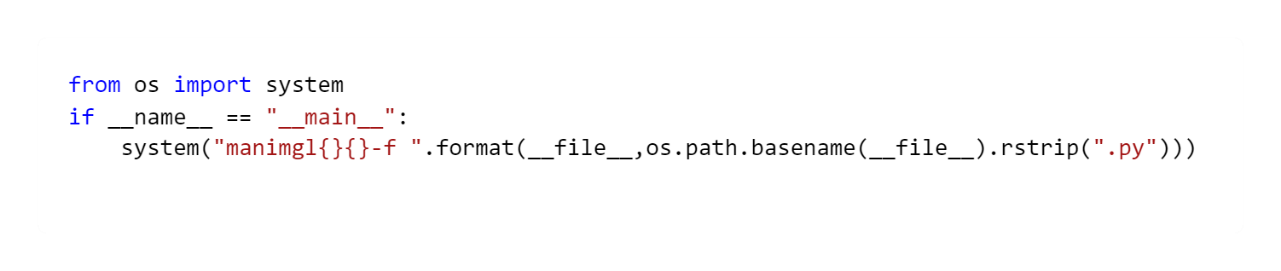 from os import system
if __name__ == "__main__":
    system("manimgl{}{}-f ".format(__file__,os.path.basename(__file__).rstrip(".py")))